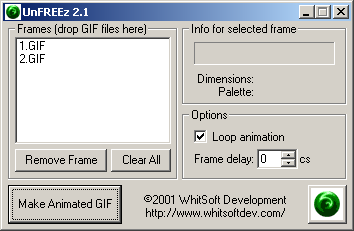 UnFREEz 2.1
Frames (drop GIF files here)
1.GIF
2.GIF
Remove Frame
Clear All
Info for selected frame
Dimensions:
Palette:
Options
Loop animation
Frame delay: 0 cs
Make Animated GIF
©2001 WhitSoft Development
http://www.whitsoftdev.com/